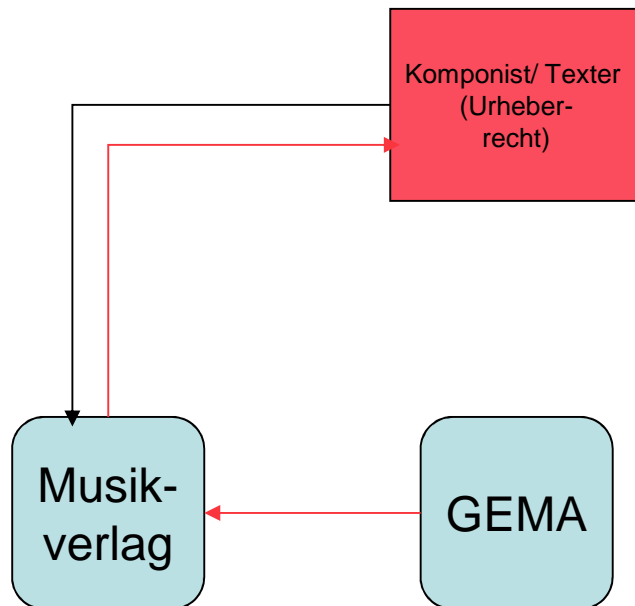 Komponist/ Texter
(Urheber-
recht)
Musik-
verlag
GEMA